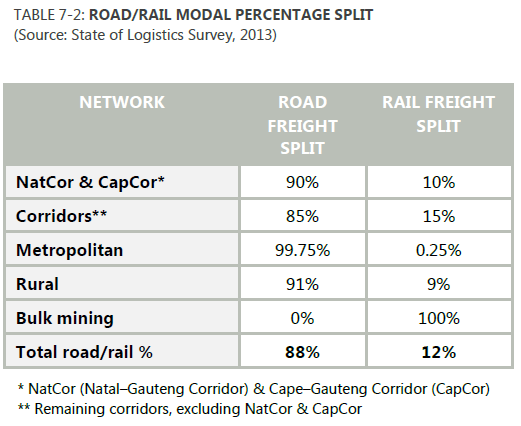 TABLE 7-2: ROAD/RAIL MODAL PERCENTAGE SPLIT
(Source: State of Logistics Survey, 2013)
NETWORK ROAD FREIGHT SPLIT RAIL FREIGHT SPLIT
NatCor & CapCor* 90% 10%
Corridors** 85% 15%
Metropolitan 99.75% 0.25%
Rural 91% 9%
Bulk mining 0% 100%
Total road/rail % 88% 12%
* NatCor (Natal–Gauteng Corridor) & Cape–Gauteng Corridor (CapCor)
** Remaining corridors, excluding NatCor & CapCor